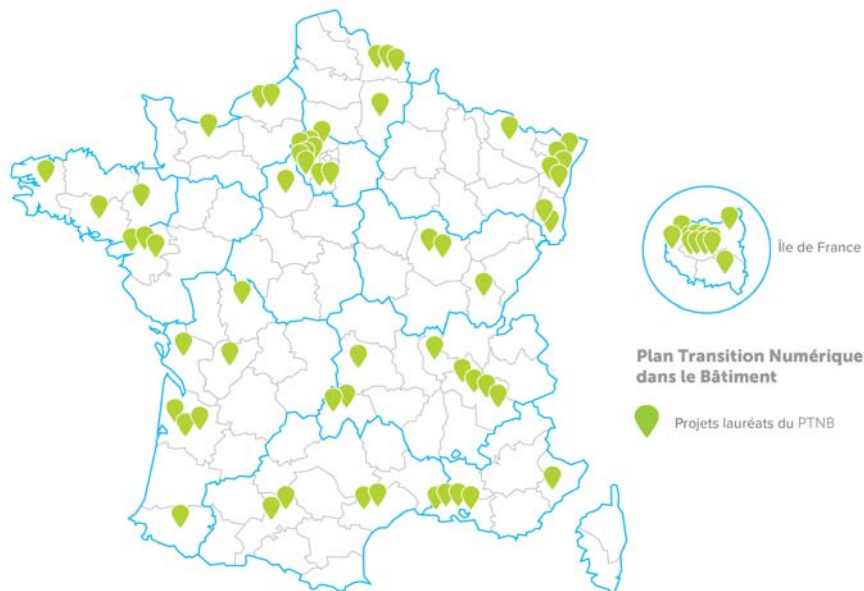 Île de France
Plan Transition Numérique
dans le Bâtiment
Projets lauréats du PTNB